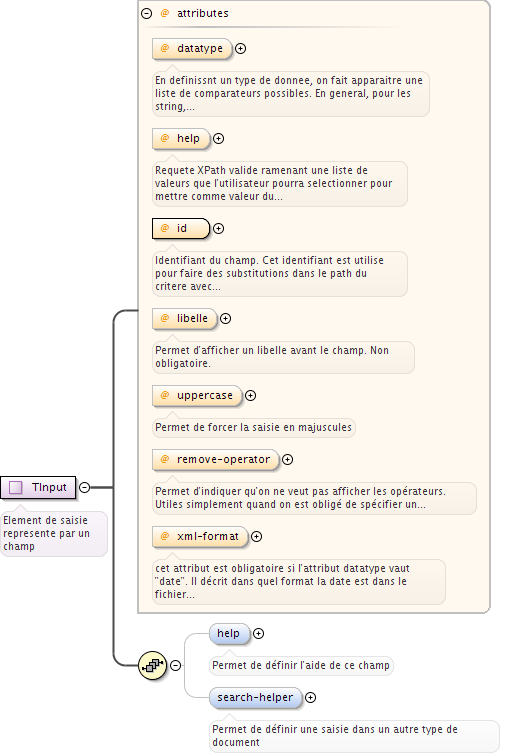 @ attributes
@ datatype
En definissnt un type de donnee, on fait apparaitre une
liste de comparateurs possibles. En general, pour les
string,...
@ help
Requete XPath valide ramenant une liste de
valeurs que l'utilisateur pourra selectionner pour
mettre comme valeur du...
@ id
Identifiant du champ. Cet identifiant est utilise
pour faire des substitutions dans le path du
critere avec...
@ libelle
Permet d'afficher un libelle avant le champ. Non
obligatoire.
@ uppercase
Permet de forcer la saisie en majuscules
@ remove-operator
Permet d'indiquer qu'on ne veut pas afficher les opérateurs.
Utiles simplement quand on est obligé de spécifier un...
@ xml-format
cet attribut est obligatoire si l'attribut datatype vaut
"date". Il décrit dans quel format la date est dans le
fichier...
TInput
Element de saisie
represente par un
champ
help
Permet de définir l'aide de ce champ
search-helper
Permet de définir une saisie dans un autre type de
document